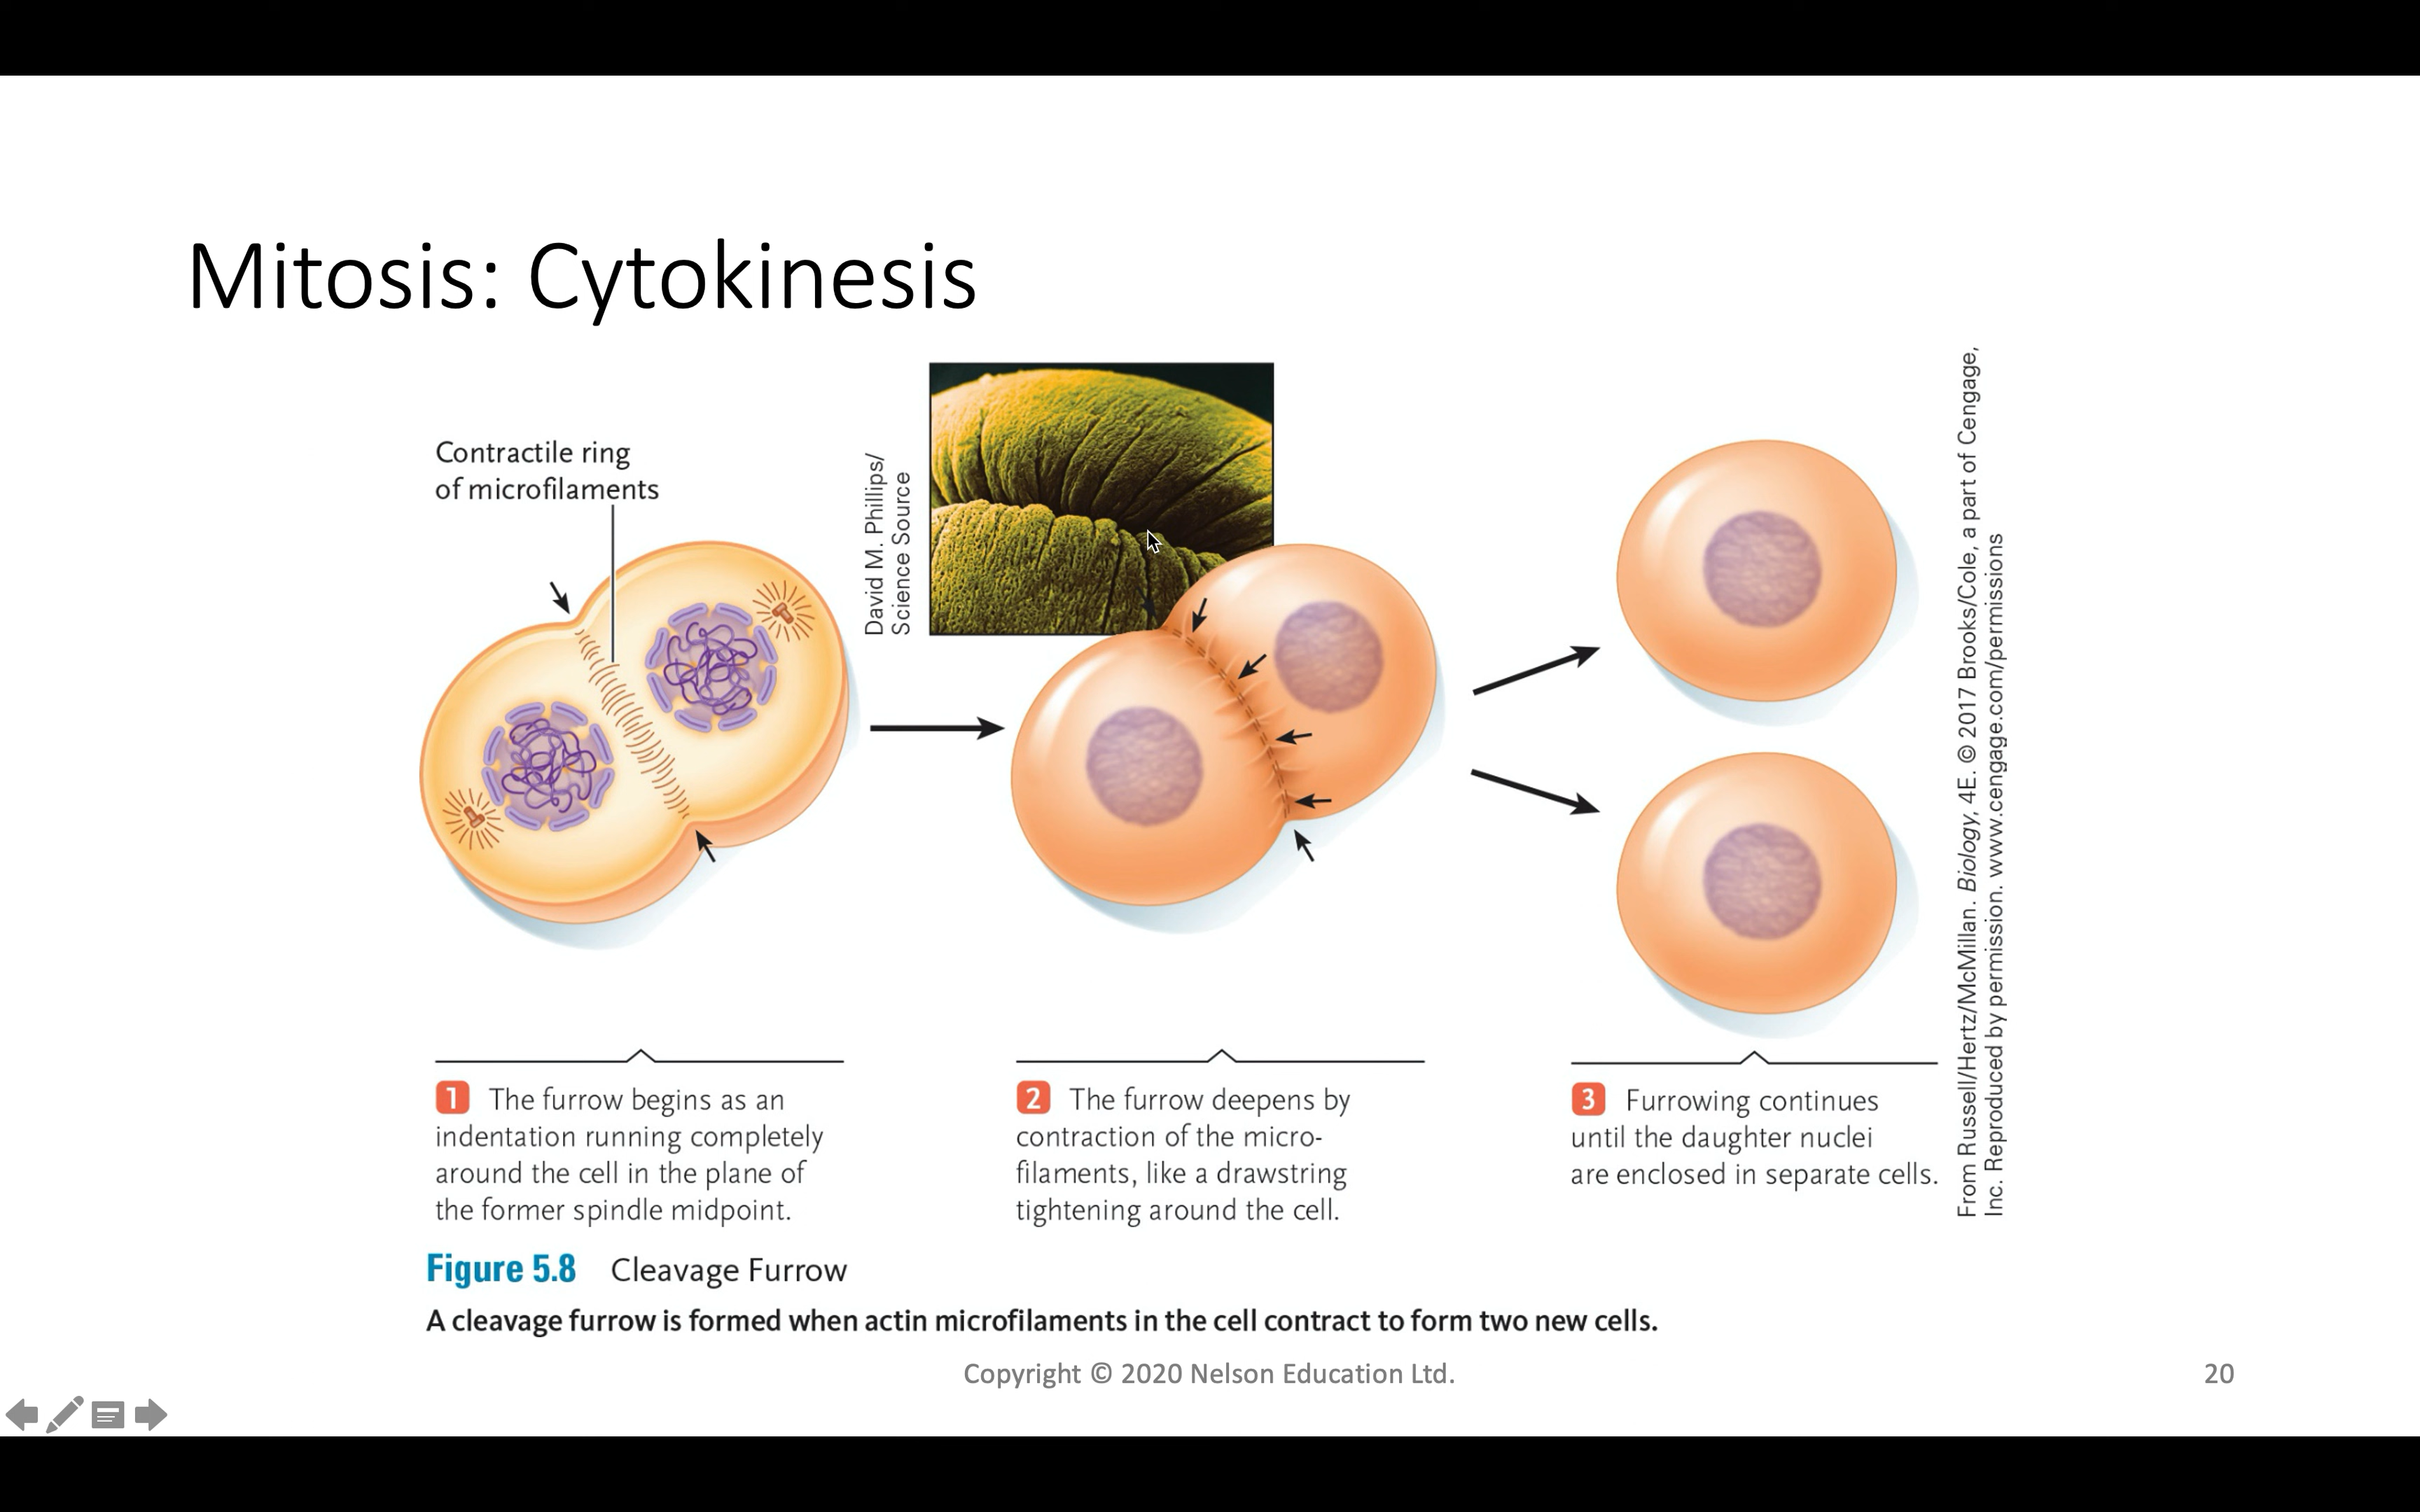 Mitosis: Cytokinesis
Contractile ring
of microfilaments
David M. Phillips/
Science Source
1 The furrow begins as an
indentation running completely
around the cell in the plane of
the former spindle midpoint.
2 The furrow deepens by
contraction of the micro-
filaments, like a drawstring
tightening around the cell.
3 Furrowing continues
until the daughter nuclei
are enclosed in separate cells.
From Russell/Hertz/McMillan. Biology, 4E. © 2017 Brooks/Cole, a part of Cengage,
Inc. Reproduced by permission. www.cengage.com/permissions
Figure 5.8 Cleavage Furrow
A cleavage furrow is formed when actin microfilaments in the cell contract to form two new cells.
Copyright © 2020 Nelson Education Ltd.
20